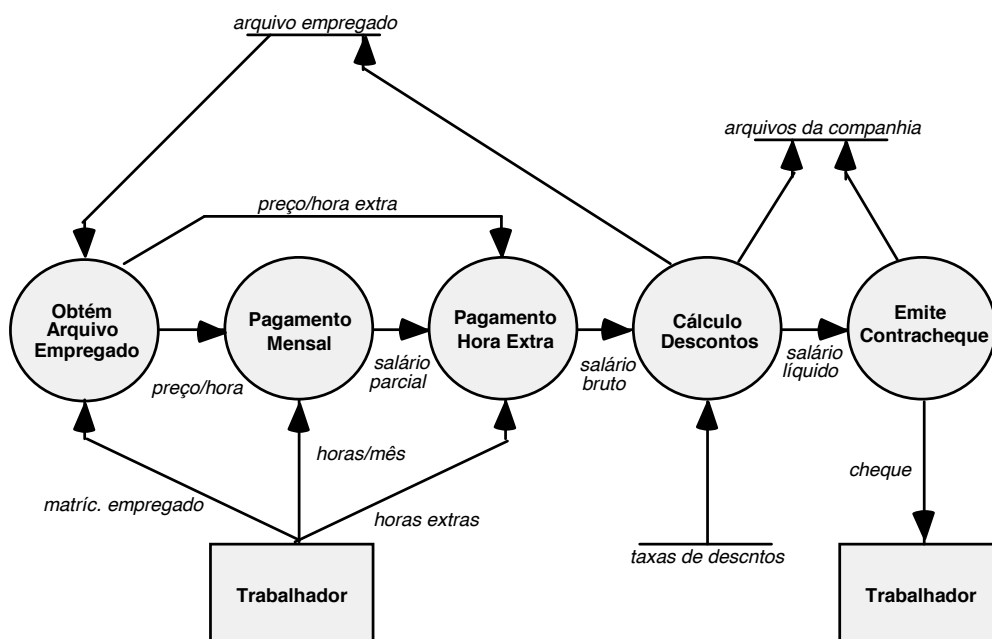 arquivo empregado
arquivos da companhia
preço/hora extra
Obtém
Arquivo
Empregado
Pagamento
Mensal
Pagamento
Hora Extra
Cálculo
Descontos
Emite
Contracheque
preço/hora
salário
parcial
salário
bruto
salário
líquido
horas/mês
matríc. empregado
horas extras
cheque
taxas de descntos
Trabalhador
Trabalhador